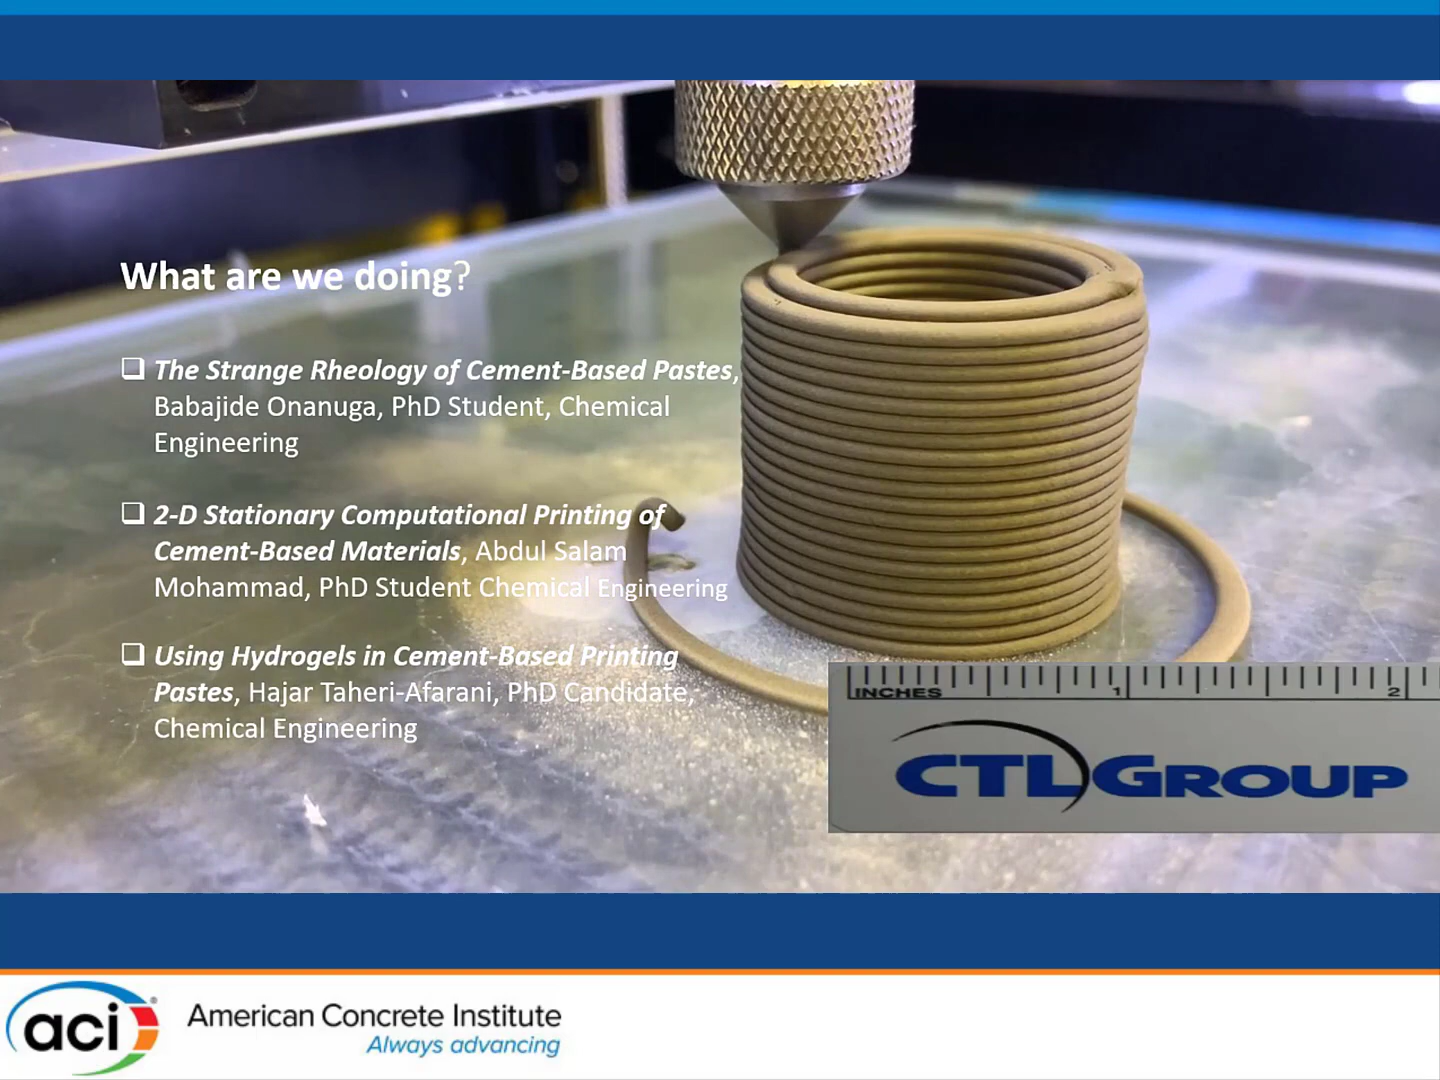 What are we doing?
The Strange Rheology of Cement-Based Pastes,
Babajide Onanuga, PhD Student, Chemical
Engineering
2-D Stationary Computational Printing of
Cement-Based Materials, Abdul Salam
Mohammad, PhD Student Chemical Engineering
Using Hydrogels in Cement-Based Printing
Pastes, Hajar Taheri-Afarani, PhD Candidate,
Chemical Engineering
INCHES 1 2
CTLGROUP
aci®
American Concrete Institute
Always advancing